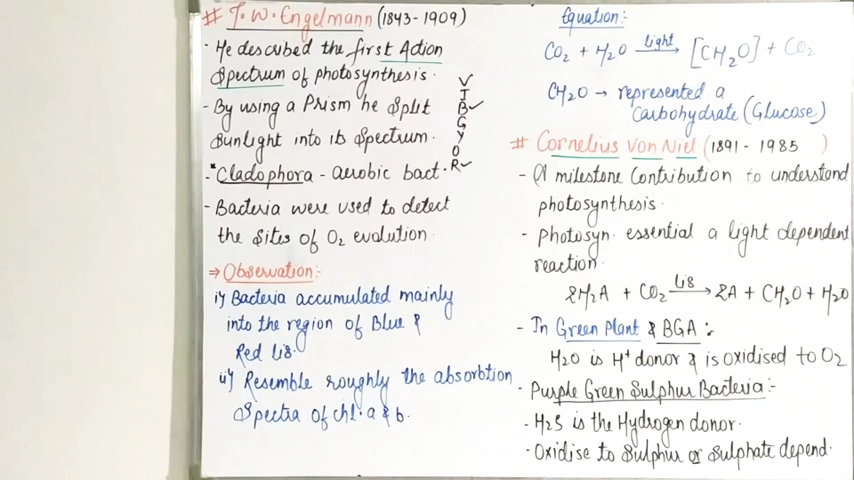 # T. W. Engelmann (1843-1909)
· He described the first Action
Spectrum of photosynthesis.
· By using a Prism he Split
Sunlight into its Spectrum.
·*Cladophora - aerobic bact.
· Bacteria were used to detect
the Sites of O2 evolution.
V
I
B ✓
G
Y
O
R ✓
⇒ Observation:-
i) Bacteria accumulated mainly
into the region of Blue &
Red lig.
ii) Resemble roughly the absorbtion
Spectra of chl. a & b.
Equation:-
CO2 + H2O light → [CH2O] + CO2
CH2O → represented a
Carbohydrate (Glucose)
# Cornelius Von Niel (1891 - 1985 )
- A milestone Contribution to understand
photosynthesis.
- photosyn. essential a light dependent
reaction.
2H2A + CO2 lig → 2A + CH2O + H2O
- In Green Plant & BGA :-
H2O is H+ donor & is oxidised to O2
- Purple Green Sulphur Bacteria:-
· H2S is the Hydrogen donor.
· Oxidise to Sulphur or Sulphate depend.